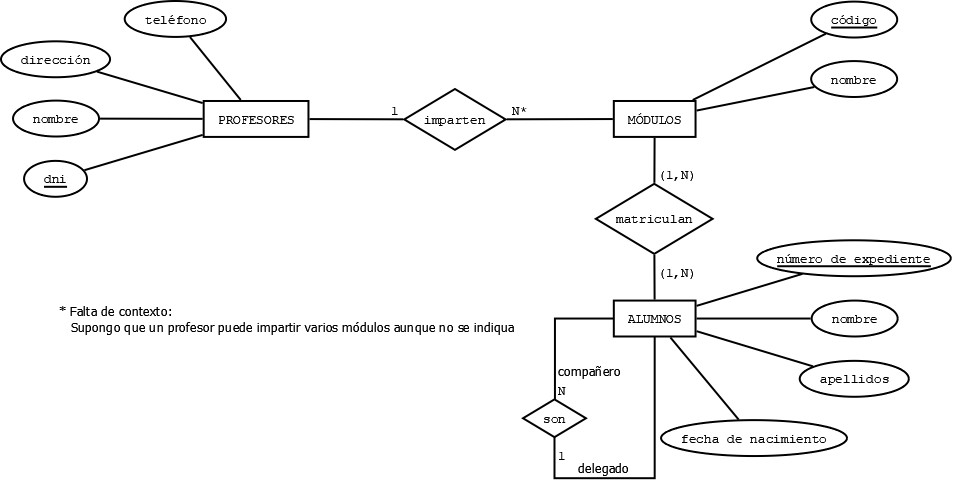 teléfono
código
dirección
nombre
nombre
PROFESORES
1
imparten
N*
MÓDULOS
dni
(1,N)
matriculan
(1,N)
número de expediente
* Falta de contexto:
Supongo que un profesor puede impartir varios módulos aunque no se indiqua
ALUMNOS
nombre
compañero
apellidos
N
son
fecha de nacimiento
1
delegado